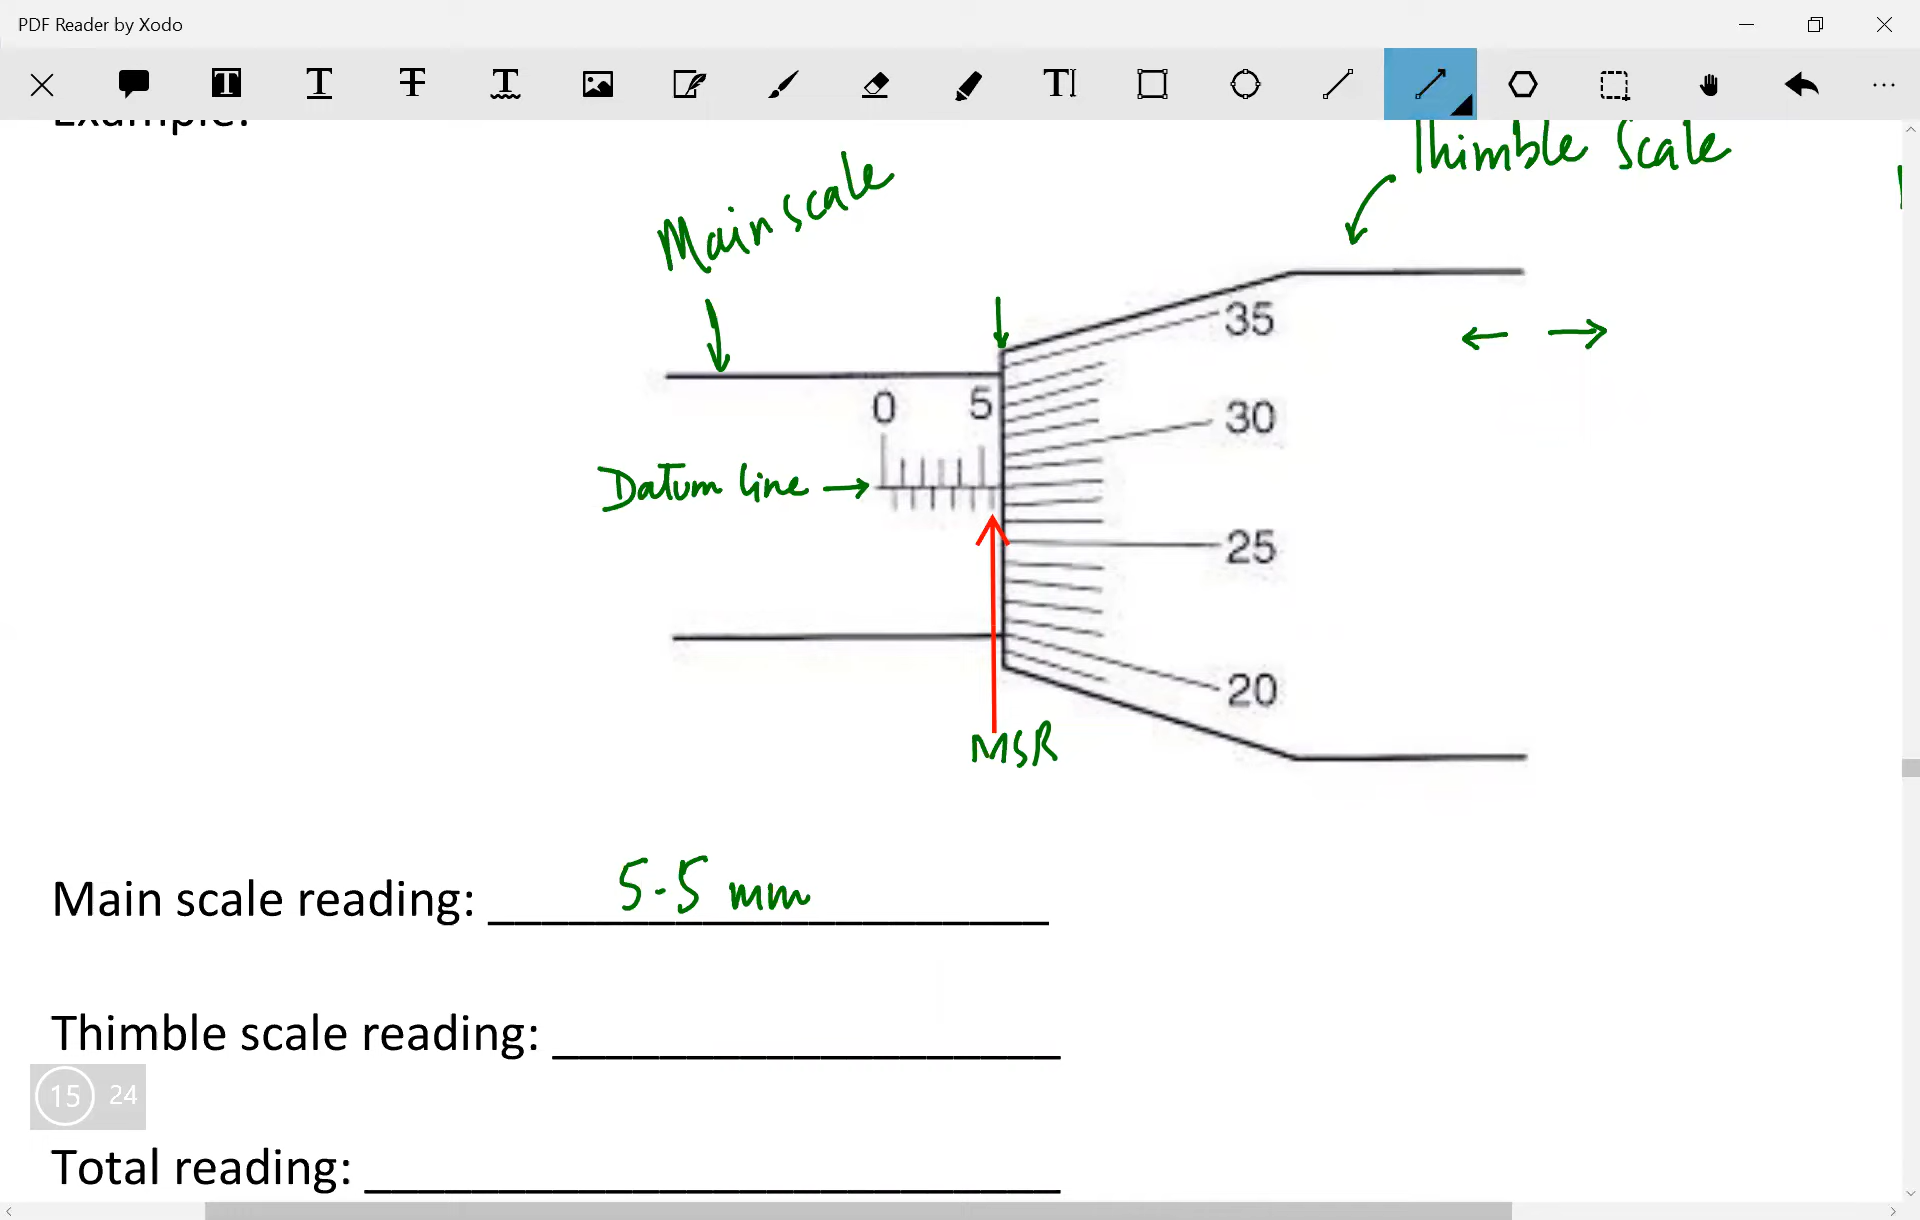 PDF Reader by Xodo
Example:
Thimble Scale
Main scale
35
0 5
30
Datum line
25
20
MSR
Main scale reading: 5.5 mm
Thimble scale reading:
15 24
Total reading: